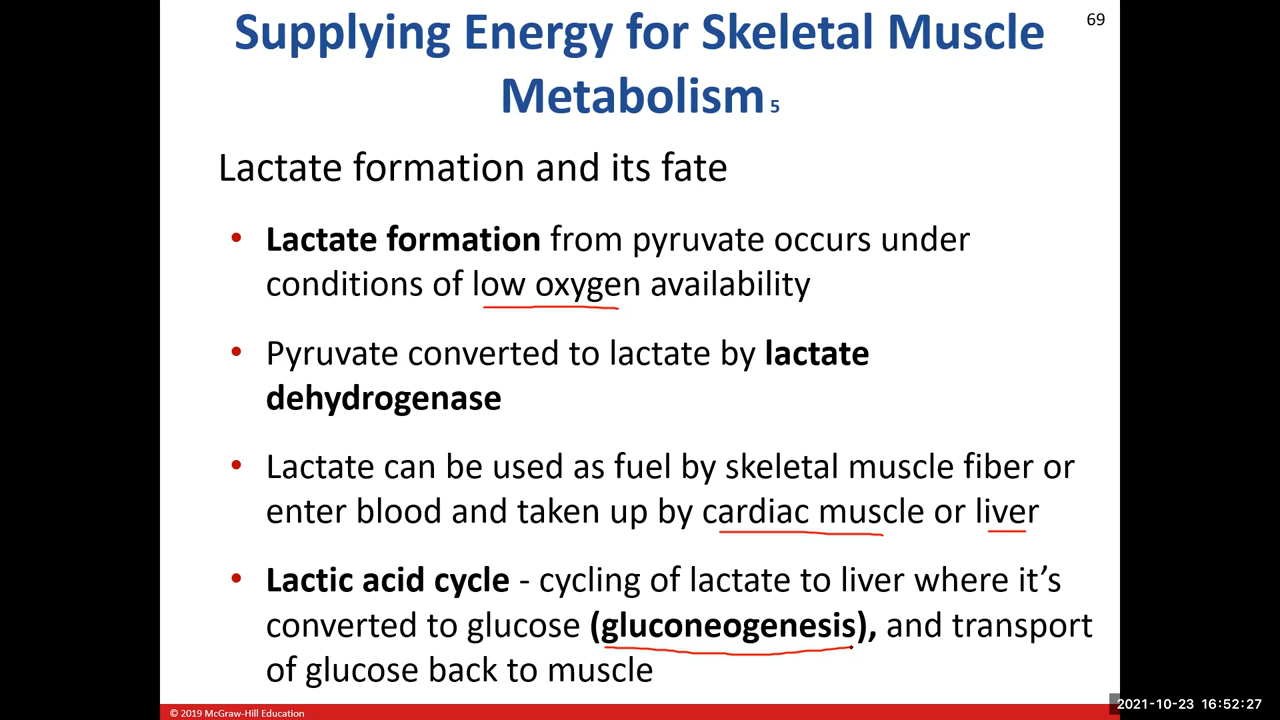 Supplying Energy for Skeletal Muscle
69
Metabolism 5
Lactate formation and its fate
• Lactate formation from pyruvate occurs under
conditions of low oxygen availability
• Pyruvate converted to lactate by lactate
dehydrogenase
• Lactate can be used as fuel by skeletal muscle fiber or
enter blood and taken up by cardiac muscle or liver
• Lactic acid cycle - cycling of lactate to liver where it’s
converted to glucose (gluconeogenesis), and transport
of glucose back to muscle
© 2019 McGraw-Hill Education
2021-10-23 16:52:27